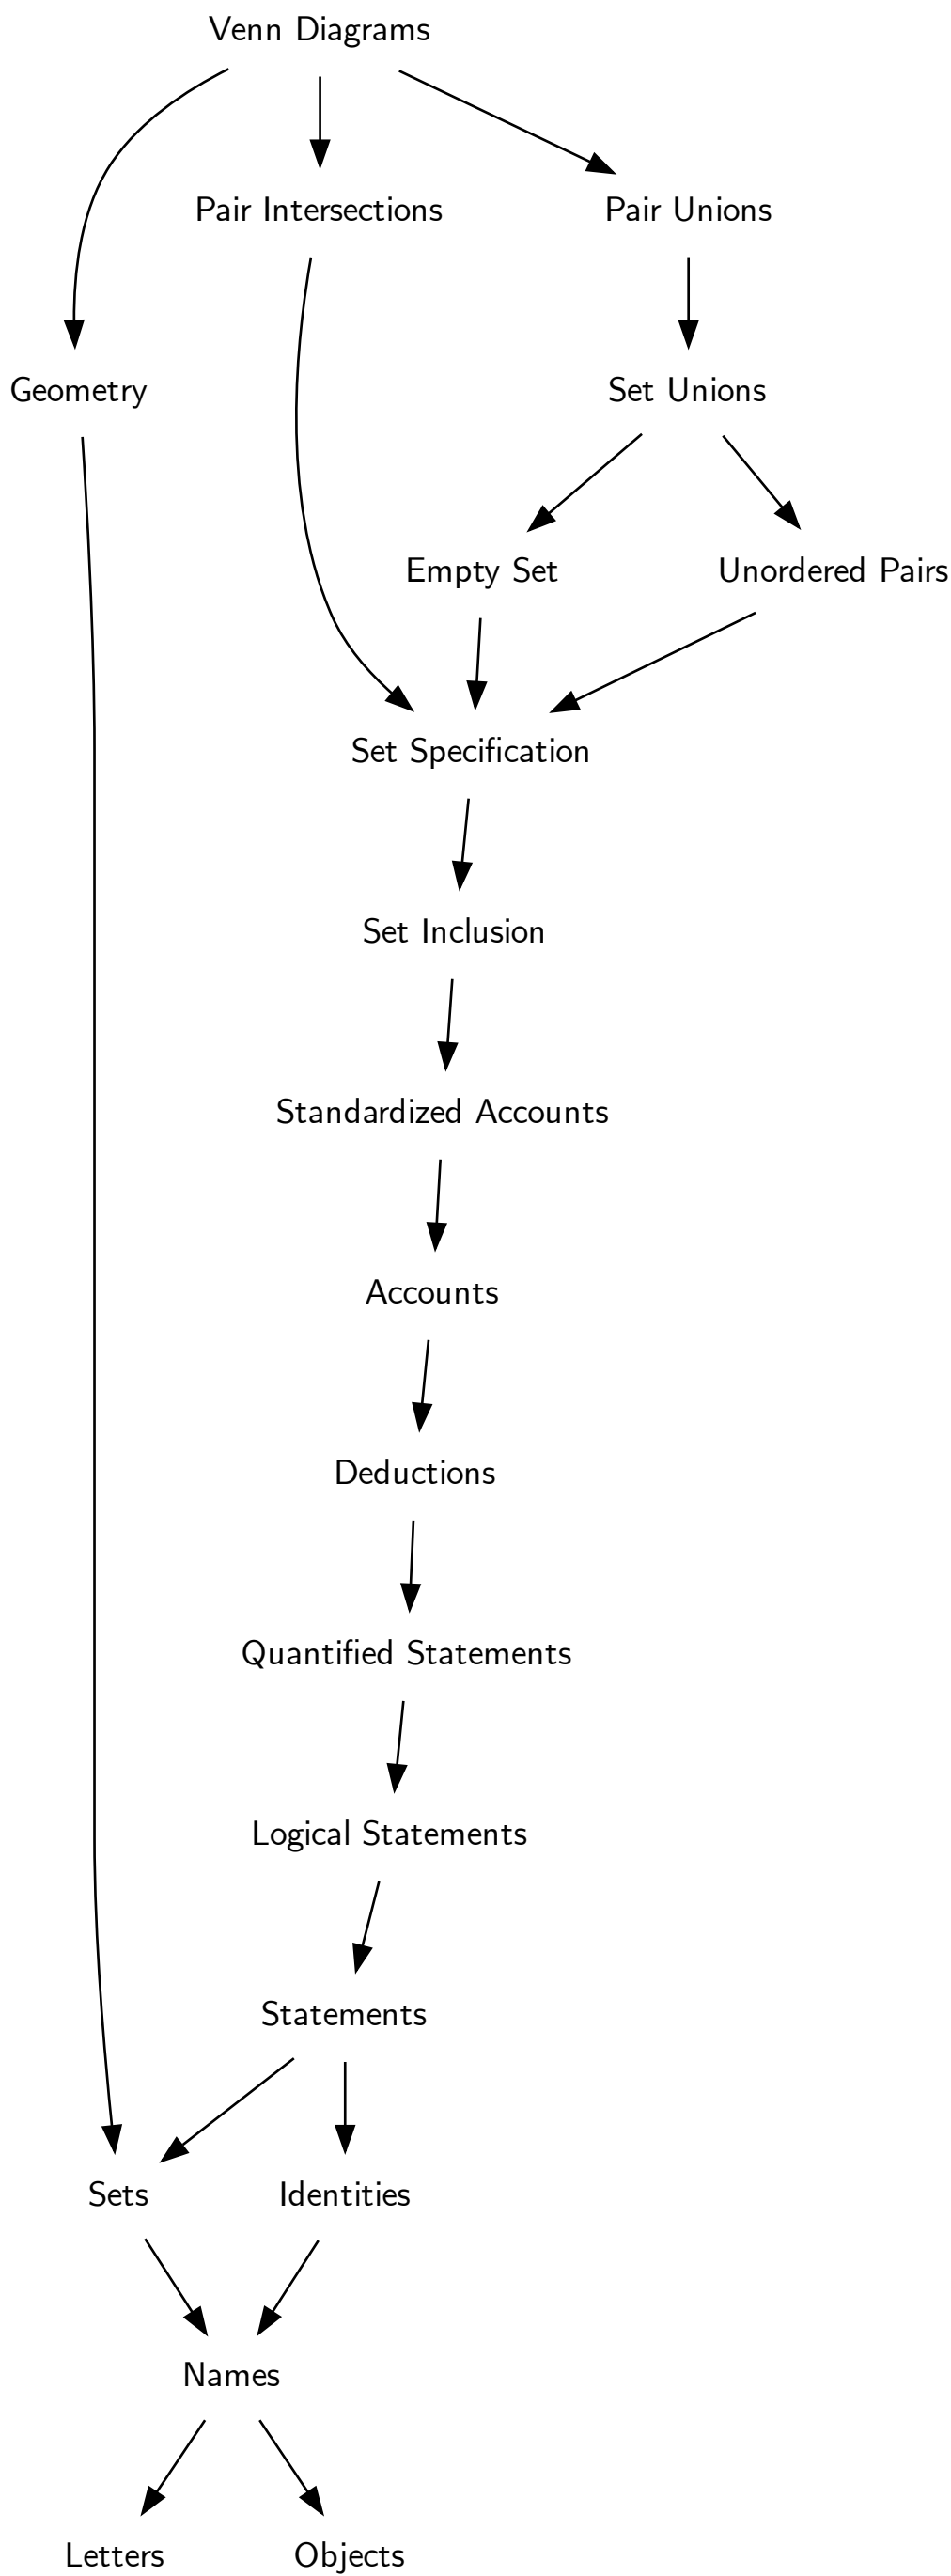 Venn Diagrams
Pair Intersections
Pair Unions
Geometry
Set Unions
Empty Set
Unordered Pairs
Set Specification
Set Inclusion
Standardized Accounts
Accounts
Deductions
Quantified Statements
Logical Statements
Statements
Sets
Identities
Names
Letters
Objects